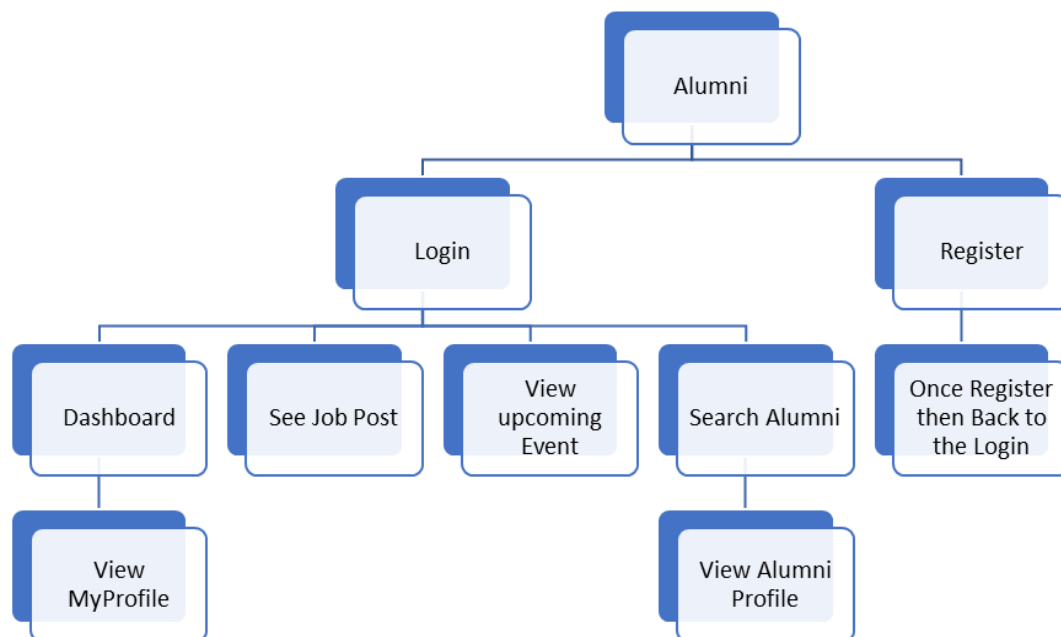 Alumni
Login
Register
Dashboard
See Job Post
View
upcoming
Event
Search Alumni
Once Register
then Back to
the Login
View
MyProfile
View Alumni
Profile